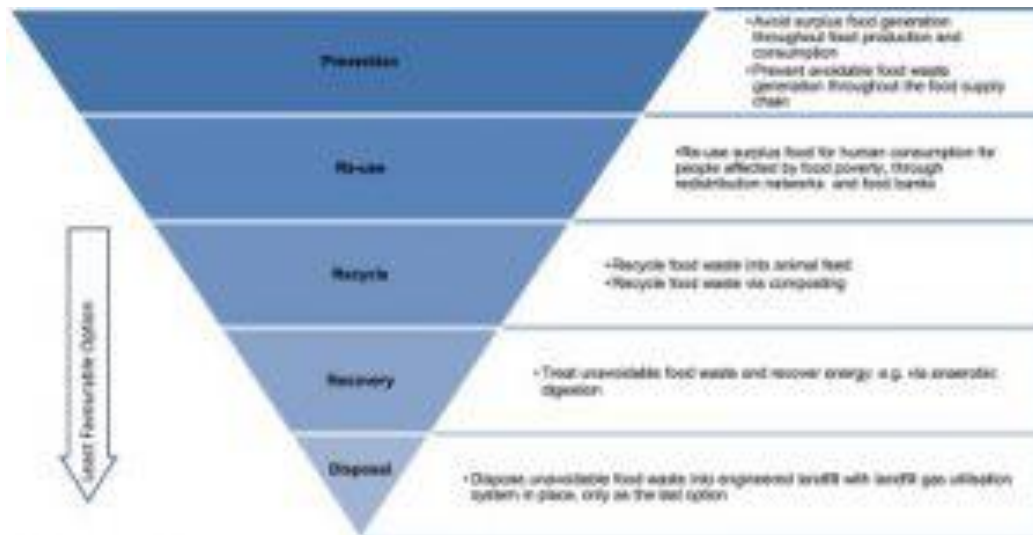 Prevention
•Avoid surplus food generation
throughout food production and
consumption
•Prevent avoidable food waste
generation throughout the food supply
chain
Re-use
•Re-use surplus food for human consumption for
people affected by food poverty, through
redistribution networks and food banks
Recycle
•Recycle food waste into animal feed
•Recycle food waste via composting
Recovery
•Treat unavoidable food waste and recover energy: e.g. via anaerobic
digestion
Disposal
•Dispose unavoidable food waste into engineered landfill with landfill gas utilisation
system in place, only as the last option
Least Favourable Option